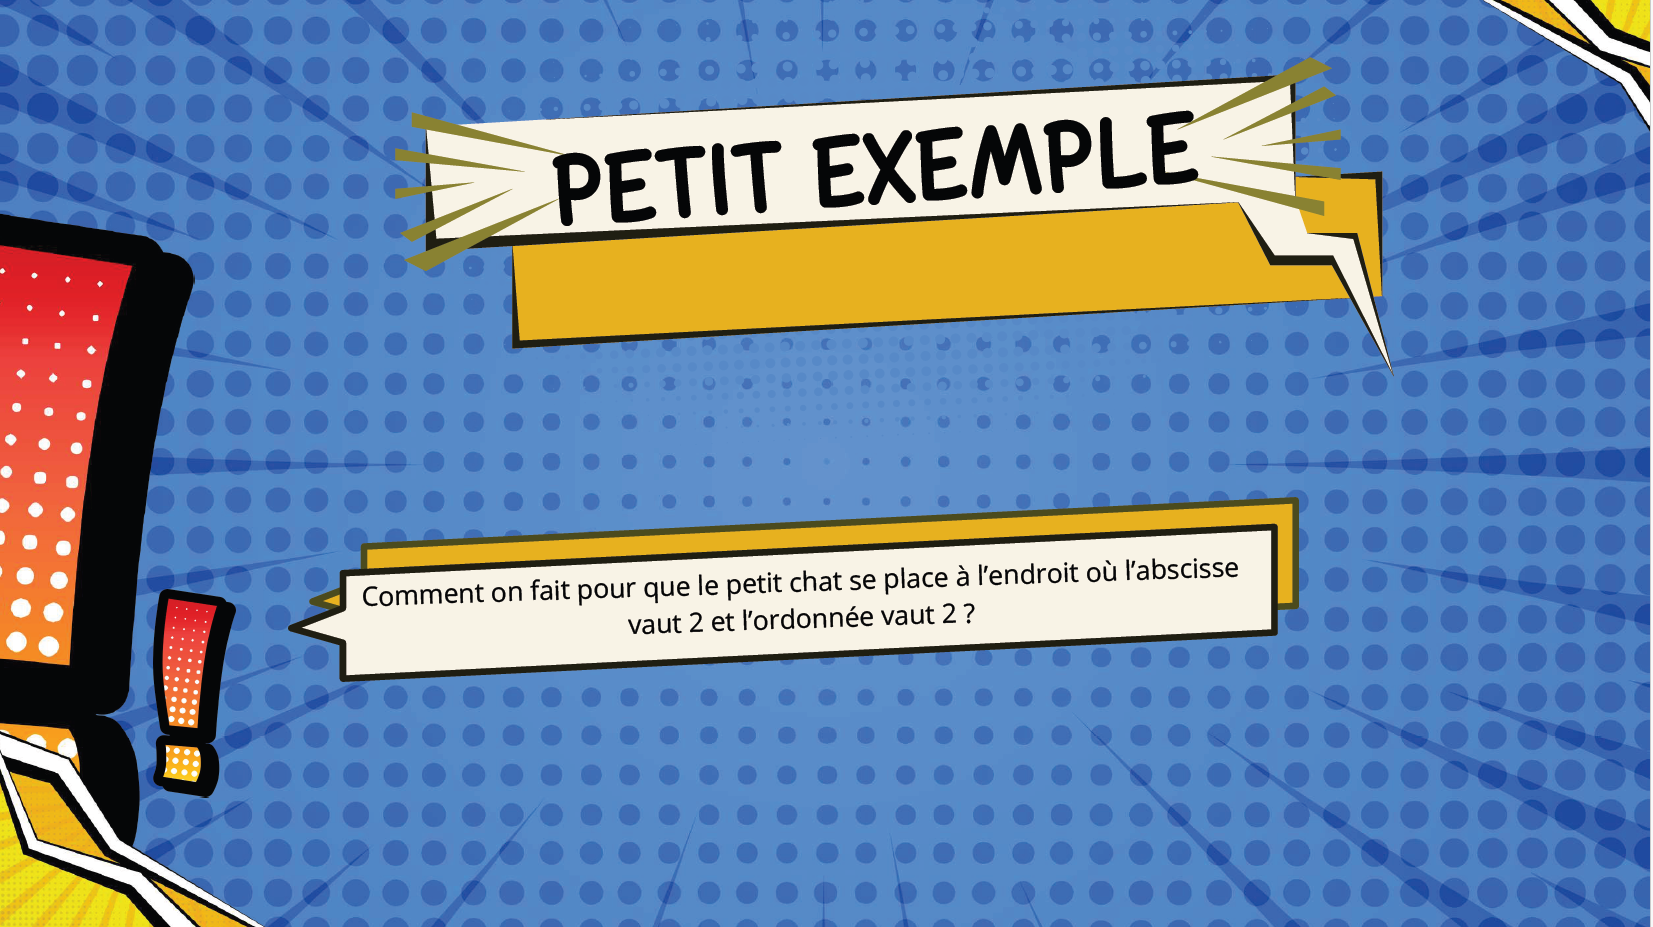 PETIT EXEMPLE
Comment on fait pour que le petit chat se place à l’endroit où l’abscisse
vaut 2 et l’ordonnée vaut 2 ?